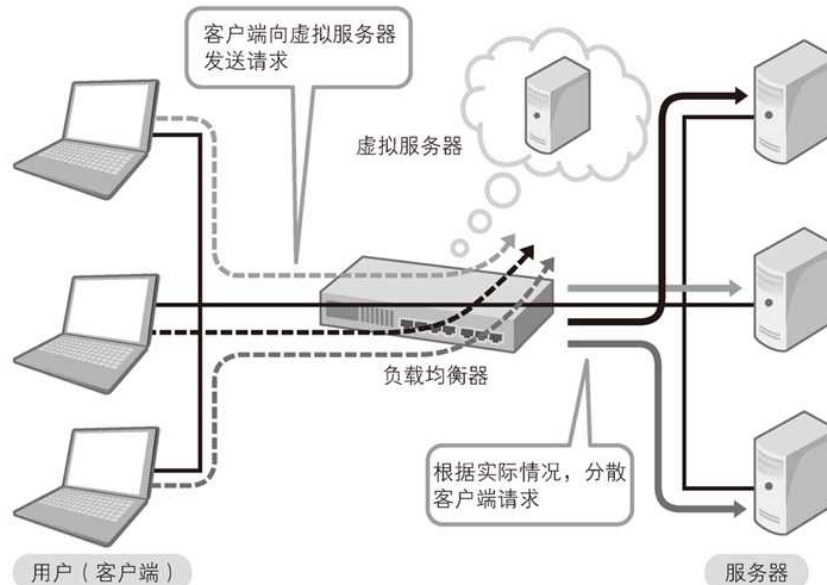 客户端向虚拟服务器
发送请求
虚拟服务器
负载均衡器
根据实际情况，分散
客户端请求
用户（客户端）
服务器